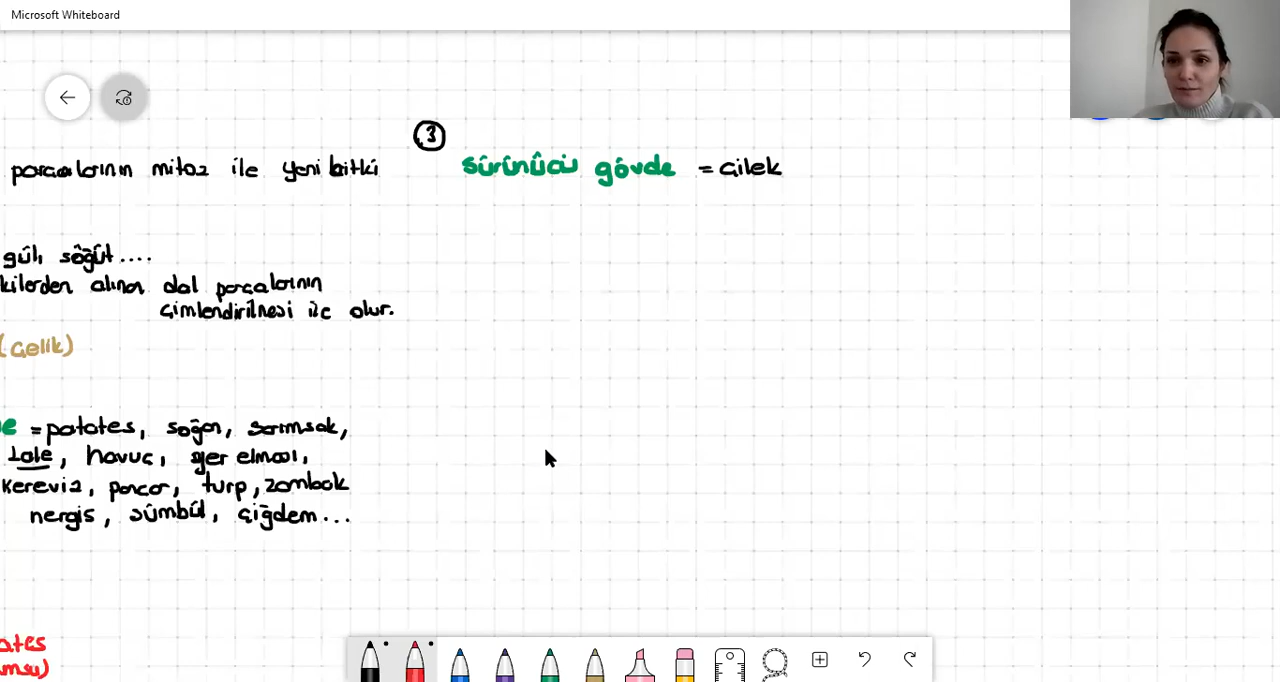 Microsoft Whiteboard
3
parçalarının mitoz ile yeni bitki
sürünücü gövde = çilek
gül, söğüt....
kilerden alınan dal parçalarının
çimlendirilmesi ile olur.
(çelik)
e = patates, soğan, sarımsak,
Lale, havuç, yer elması,
kereviz, pancar, turp, zambak
nergis, sümbül, çiğdem...
ates
msu)